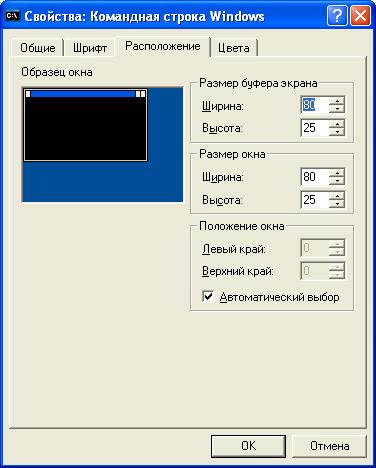 Свойства: Командная строка Windows
Общие Шрифт Расположение Цвета
Образец окна
Размер буфера экрана
Ширина: 80
Высота: 25
Размер окна
Ширина: 80
Высота: 25
Положение окна
Левый край: 0
Верхний край: 0
Автоматический выбор
OK Отмена